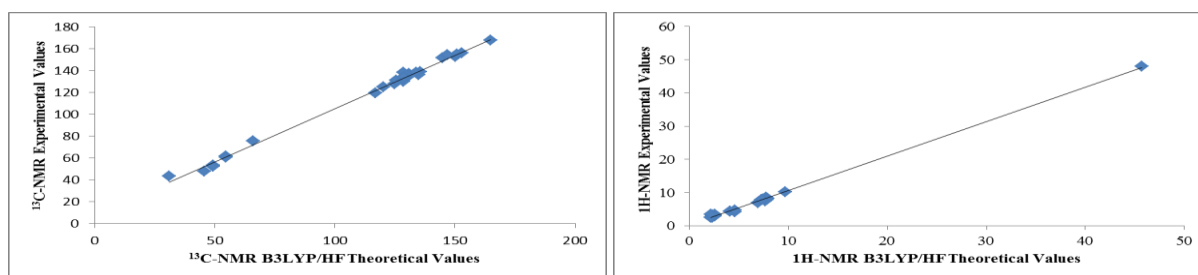 ¹³C-NMR Experimental Values
180
160
140
120
100
80
60
40
20
0
0 50 100 150 200
¹³C-NMR B3LYP/HF Theoretical Values
1H-NMR Experimental Values
60
50
40
30
20
10
0
0 10 20 30 40 50
1H-NMR B3LYP/HF Theoretical Values